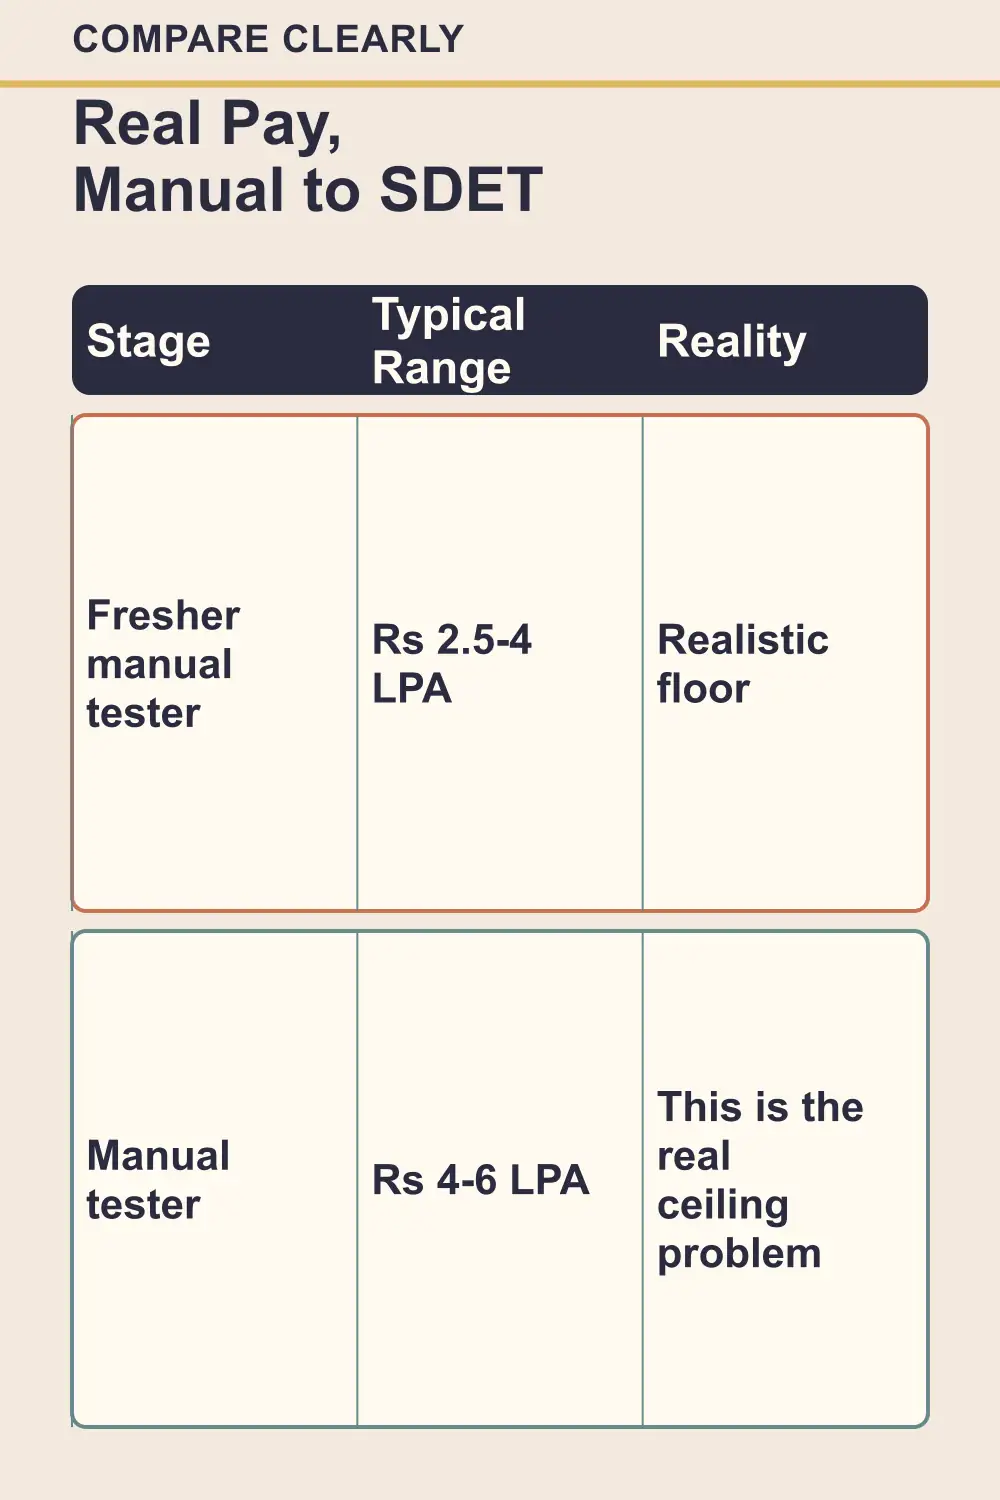 COMPARE CLEARLY
Real Pay,
Manual to SDET
Stage
Typical
Range
Reality
Fresher
manual
tester
Rs 2.5-4
LPA
Realistic
floor
Manual
tester
Rs 4-6 LPA
This is the
real
ceiling
problem